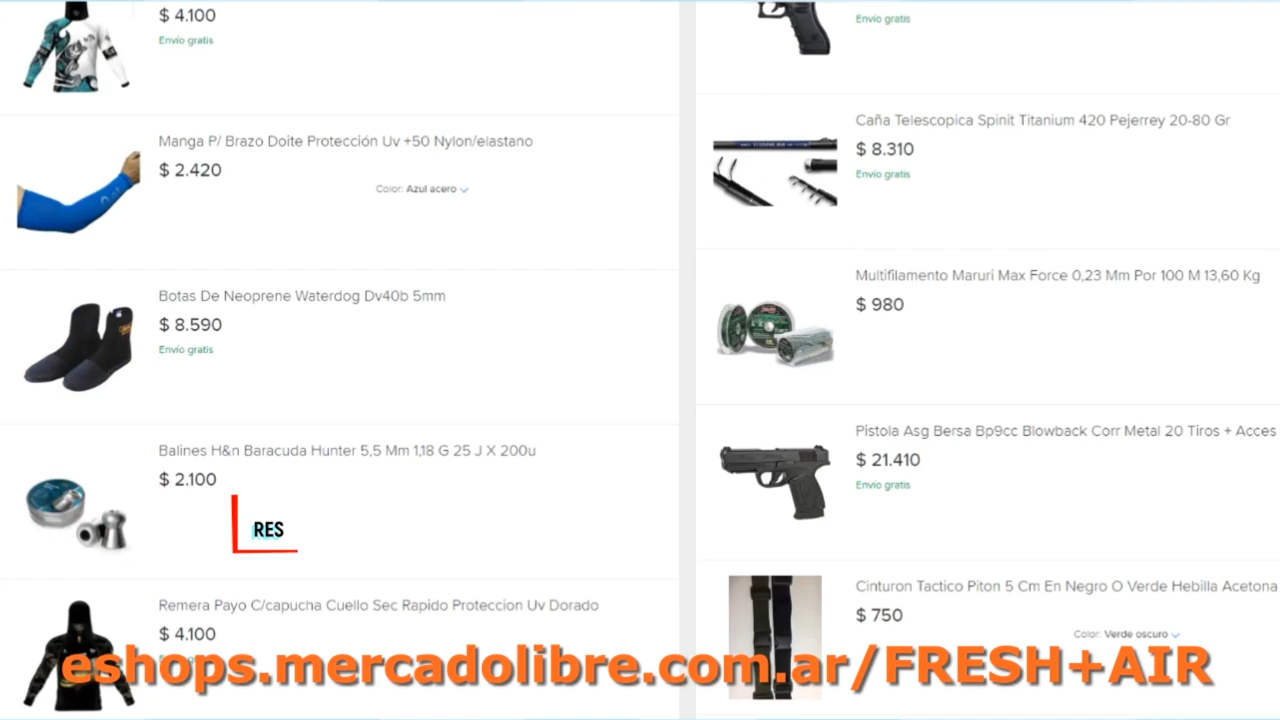 $ 4.100
Envío gratis
Manga P/ Brazo Doite Protección Uv +50 Nylon/elastano
$ 2.420
Color: Azul acero
Botas De Neoprene Waterdog Dv40b 5mm
$ 8.590
Envío gratis
Balines H&n Baracuda Hunter 5,5 Mm 1,18 G 25 J X 200u
$ 2.100
RES
Remera Payo C/capucha Cuello Sec Rapido Proteccion Uv Dorado
$ 4.100
Envío gratis
Caña Telescopica Spinit Titanium 420 Pejerrey 20-80 Gr
$ 8.310
Envío gratis
Multifilamento Maruri Max Force 0,23 Mm Por 100 M 13,60 Kg
$ 980
Pistola Asg Bersa Bp9cc Blowback Corr Metal 20 Tiros + Acces
$ 21.410
Envío gratis
Cinturon Tactico Piton 5 Cm En Negro O Verde Hebilla Acetona
$ 750
Color: Verde oscuro
eshops.mercadolibre.com.ar/FRESH+AIR